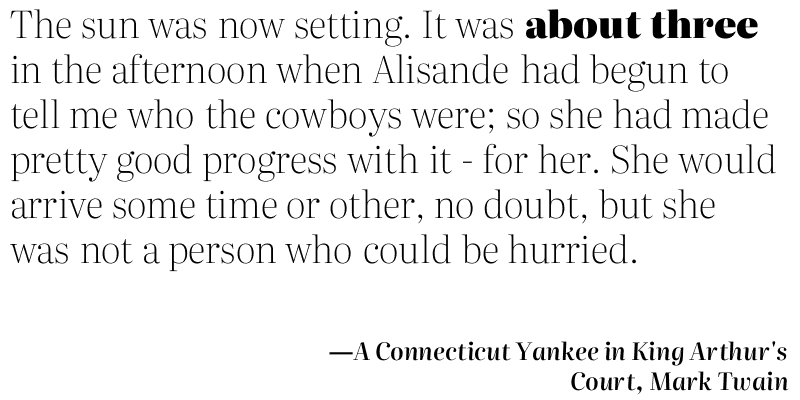 The sun was now setting. It was about three
in the afternoon when Alisande had begun to
tell me who the cowboys were; so she had made
pretty good progress with it - for her. She would
arrive some time or other, no doubt, but she
was not a person who could be hurried.
—A Connecticut Yankee in King Arthur's
Court, Mark Twain